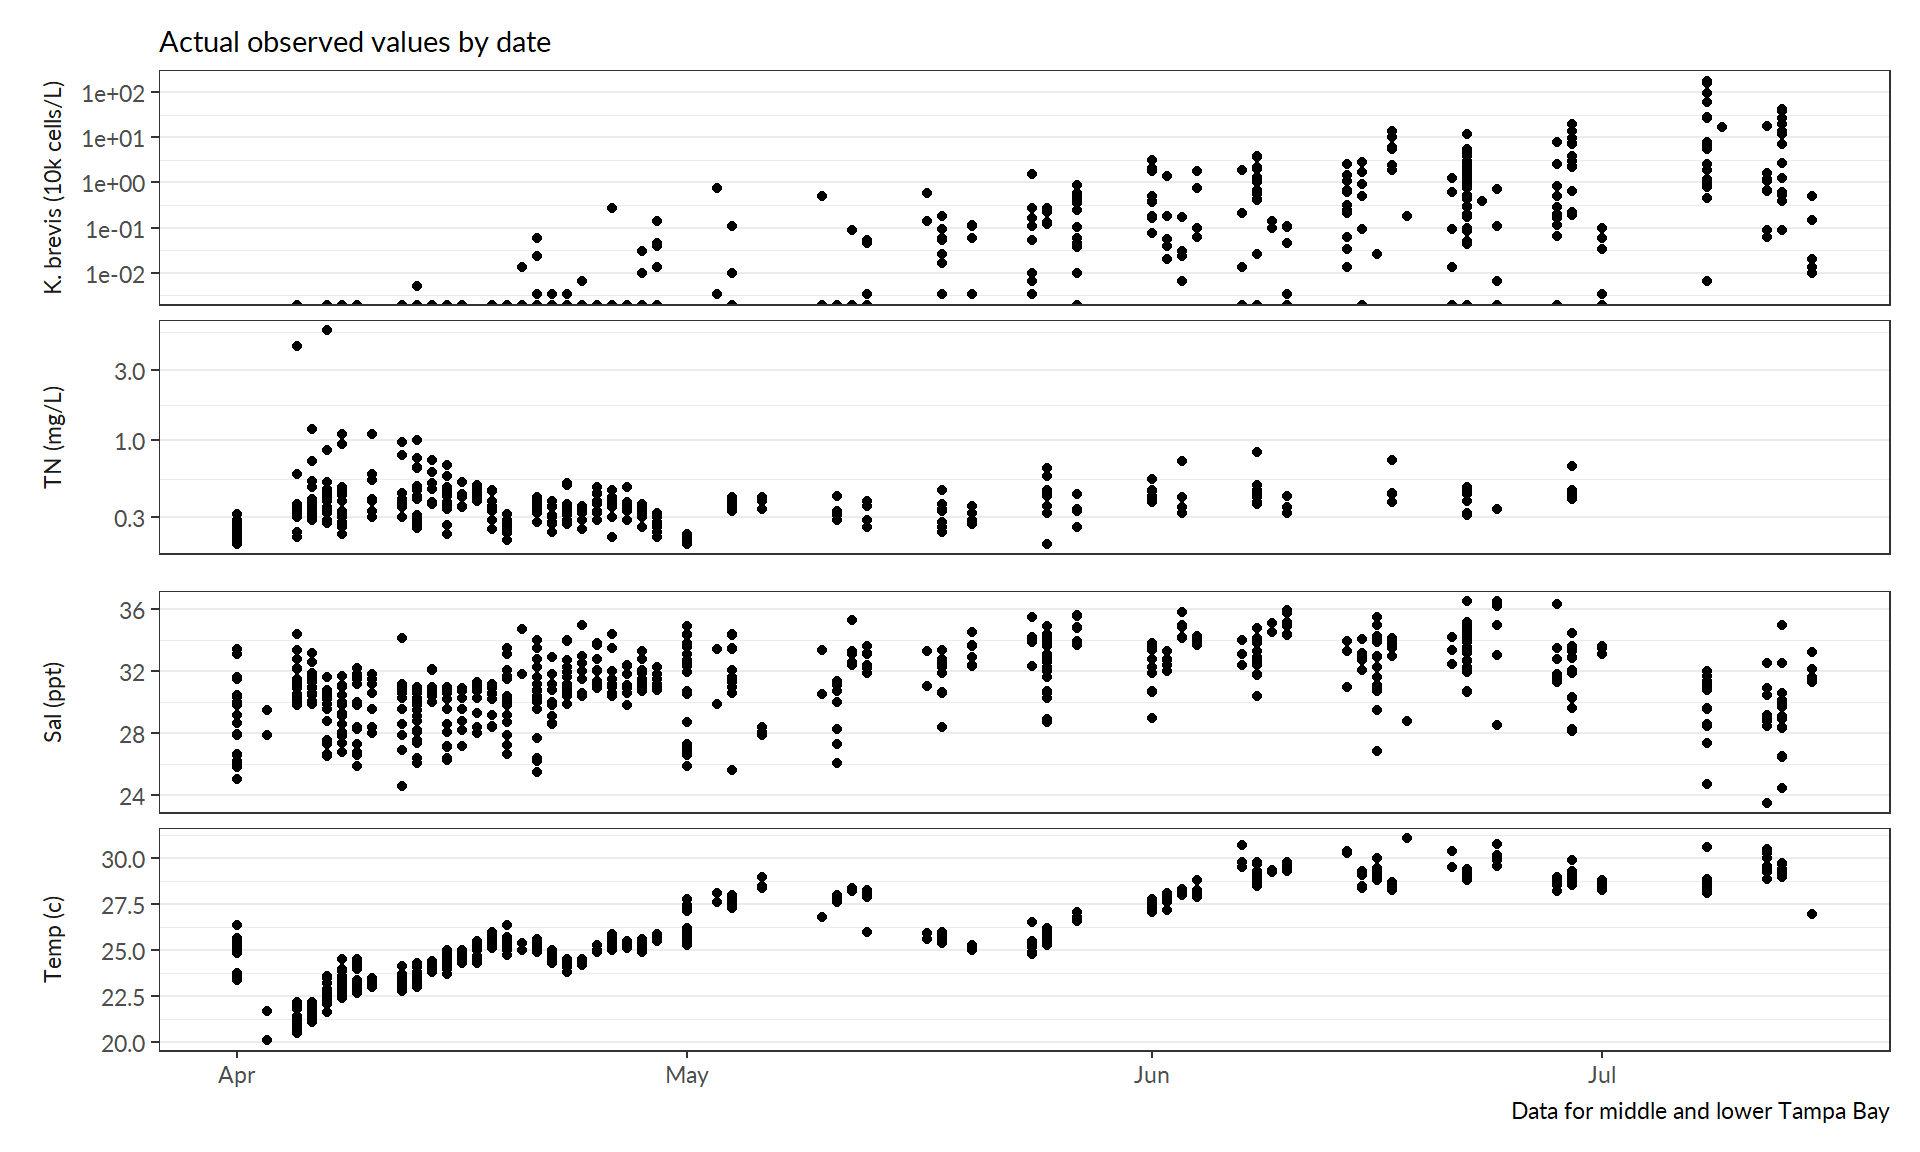 Actual observed values by date
K. brevis (10k cells/L)
1e+02
1e+01
1e+00
1e-01
1e-02
TN (mg/L)
3.0
1.0
0.3
Sal (ppt)
36
32
28
24
Temp (c)
30.0
27.5
25.0
22.5
20.0
Apr May Jun Jul
Data for middle and lower Tampa Bay